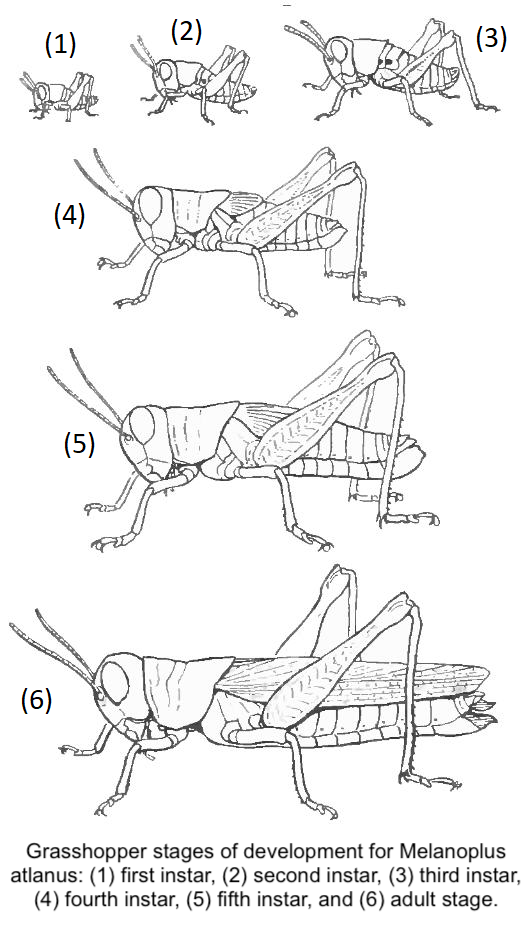 (1)
(2)
(3)
(4)
(5)
(6)
Grasshopper stages of development for Melanoplus
atlanus: (1) first instar, (2) second instar, (3) third instar,
(4) fourth instar, (5) fifth instar, and (6) adult stage.